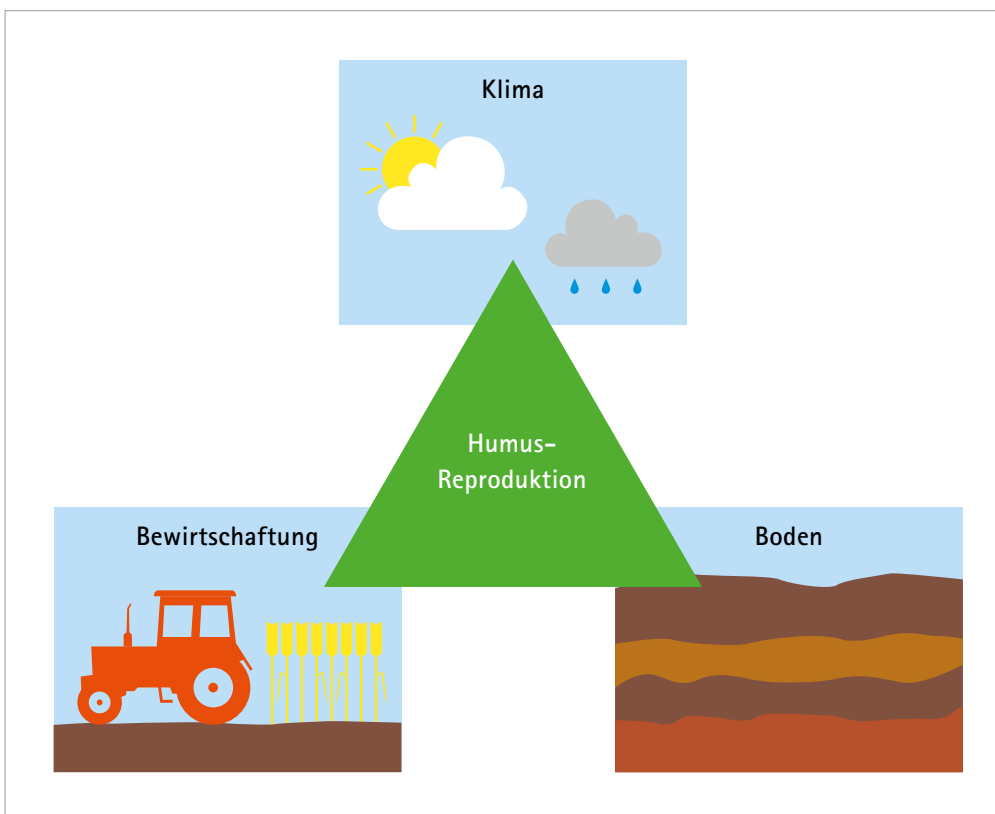 Klima
Humus-
Reproduktion
Bewirtschaftung
Boden